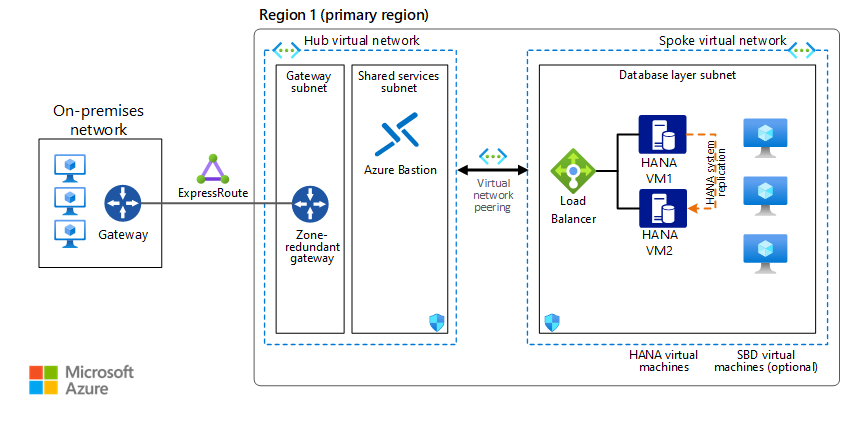 Region 1 (primary region)
Hub virtual network
Spoke virtual network
Gateway
subnet
Shared services
subnet
Database layer subnet
On-premises
network
Gateway
ExpressRoute
Zone-
redundant
gateway
Azure Bastion
Virtual
network
peering
Load
Balancer
HANA
VM1
HANA
VM2
HANA system
replication
HANA virtual
machines
SBD virtual
machines (optional)
Microsoft
Azure